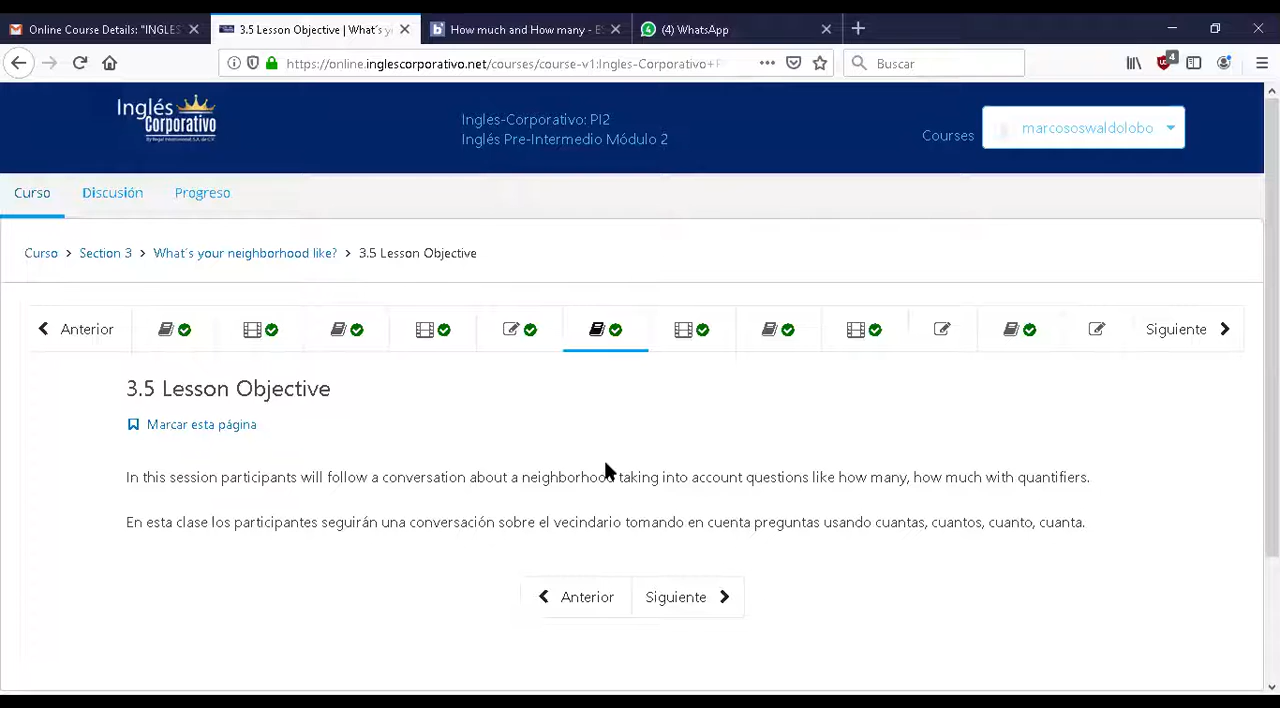 Online Course Details: "INGLES
3.5 Lesson Objective | What´s y
How much and How many - ES
(4) WhatsApp
https://online.inglescorporativo.net/courses/course-v1:Ingles-Corporativo+
Buscar
4
Inglés
Corporativo
Ingles-Corporativo: PI2
Inglés Pre-Intermedio Módulo 2
Courses
marcososwaldolobo
Curso
Discusión
Progreso
Curso > Section 3 > What´s your neighborhood like? > 3.5 Lesson Objective
Anterior
Siguiente
3.5 Lesson Objective
Marcar esta página
In this session participants will follow a conversation about a neighborhood taking into account questions like how many, how much with quantifiers.
En esta clase los participantes seguirán una conversación sobre el vecindario tomando en cuenta preguntas usando cuantas, cuantos, cuanto, cuanta.
Anterior
Siguiente